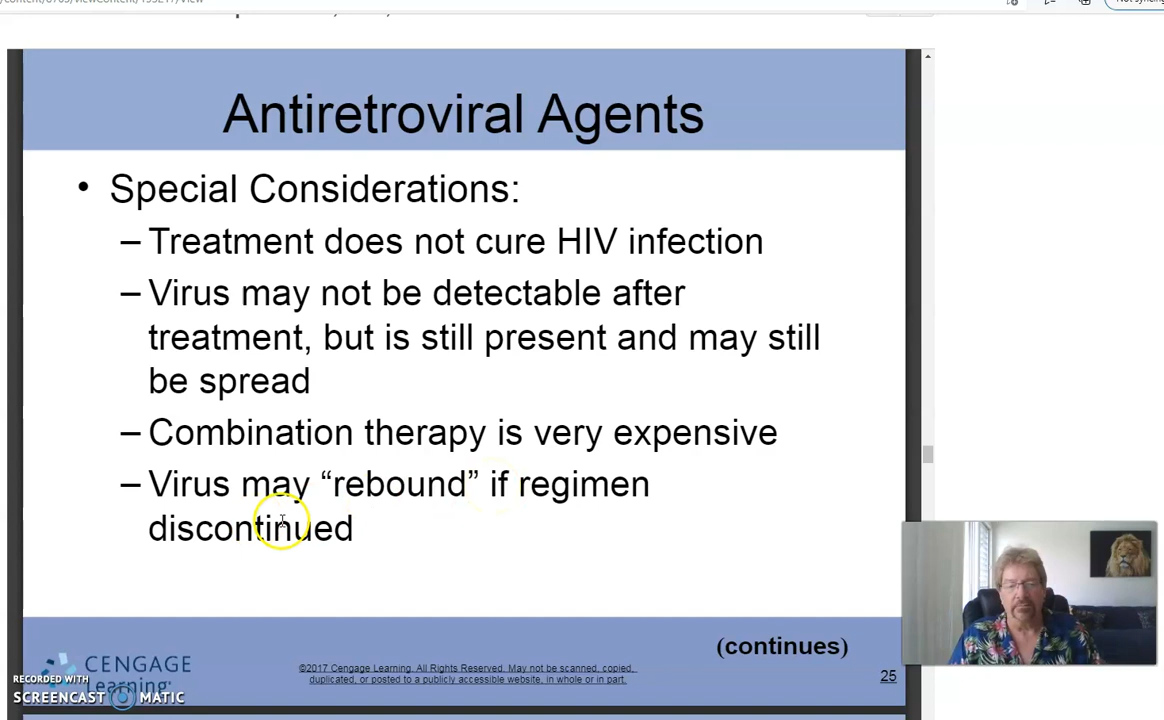 Antiretroviral Agents
• Special Considerations:
– Treatment does not cure HIV infection
– Virus may not be detectable after
treatment, but is still present and may still
be spread
– Combination therapy is very expensive
– Virus may “rebound” if regimen
discontinued
(continues)
CENGAGE
Learning
©2017 Cengage Learning. All Rights Reserved. May not be scanned, copied,
duplicated, or posted to a publicly accessible website, in whole or in part.
25
RECORDED WITH
SCREENCAST MATIC